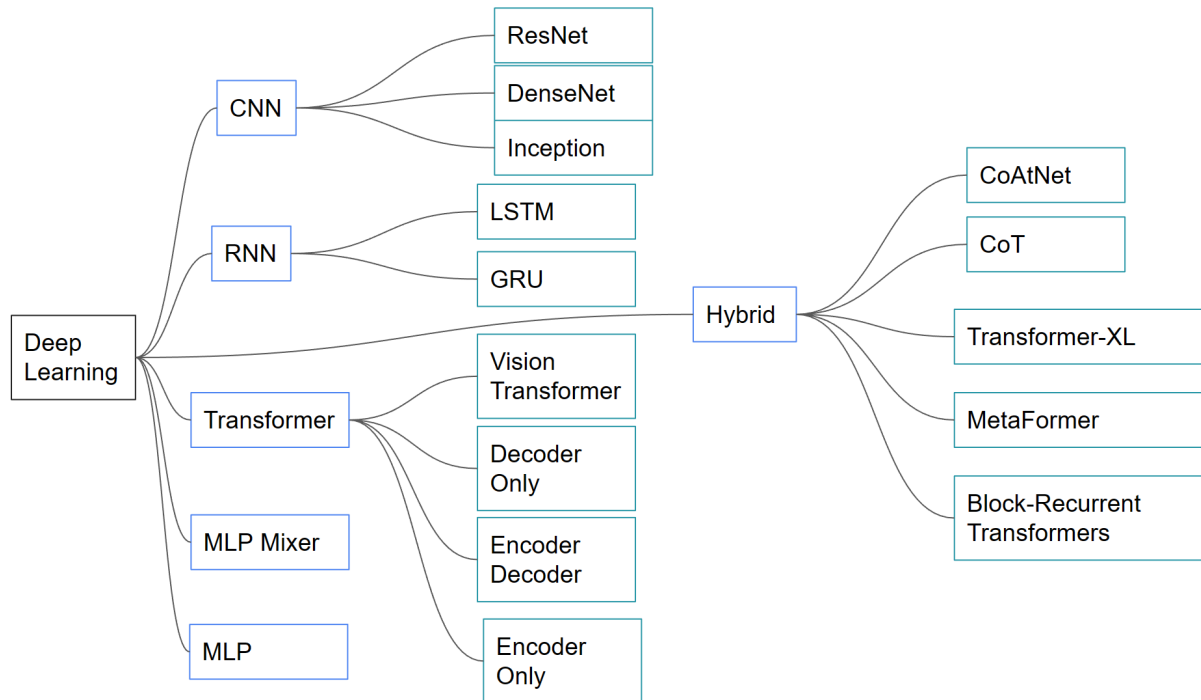 Deep
Learning
CNN
ResNet
DenseNet
Inception
RNN
LSTM
GRU
Transformer
Vision
Transformer
Decoder
Only
Encoder
Decoder
Encoder
Only
MLP Mixer
MLP
Hybrid
CoAtNet
CoT
Transformer-XL
MetaFormer
Block-Recurrent
Transformers